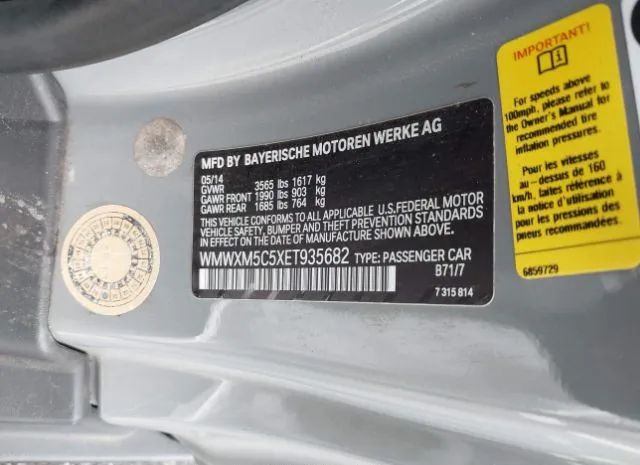 MFD BY BAYERISCHE MOTOREN WERKE AG
05/14
GVWR 3565 lbs 1617 kg
GAWR FRONT 1990 lbs 903 kg
GAWR REAR 1685 lbs 764 kg
THIS VEHICLE CONFORMS TO ALL APPLICABLE U.S.FEDERAL MOTOR
VEHICLE SAFETY, BUMPER AND THEFT PREVENTION STANDARDS
IN EFFECT ON THE DATE OF MANUFACTURE SHOWN ABOVE.
WMWXM5C5XET935682 TYPE: PASSENGER CAR
B71/7
7 315 814
IMPORTANT!
For speeds above
100mph, please refer to
the Owner's Manual for
recommended tire
inflation pressures.
Pour les vitesses
au-dessus de 160
km/h, faites référence à
la notice d'utilisation
pour les pressions des
pneus recommandées.
6859729